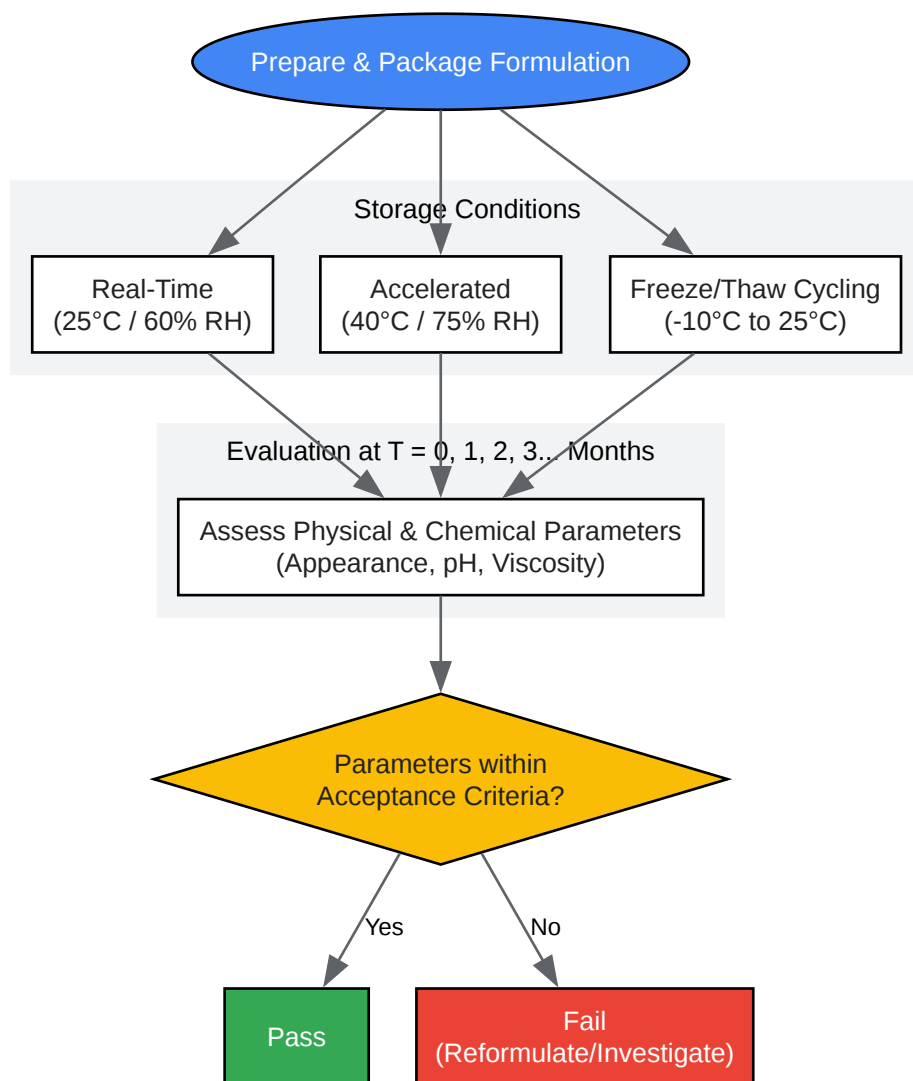 Prepare & Package Formulation
Storage Conditions
Real-Time
(25°C / 60% RH)
Accelerated
(40°C / 75% RH)
Freeze/Thaw Cycling
(-10°C to 25°C)
Evaluation at T = 0, 1, 2, 3... Months
Assess Physical & Chemical Parameters
(Appearance, pH, Viscosity)
Parameters within
Acceptance Criteria?
Yes
No
Pass
Fail
(Reformulate/Investigate)